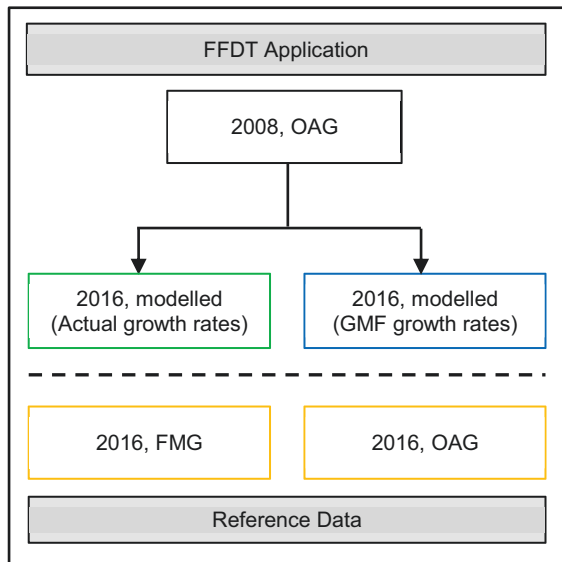 FFDT Application
2008, OAG
2016, modelled
(Actual growth rates)
2016, modelled
(GMF growth rates)
2016, FMG
2016, OAG
Reference Data